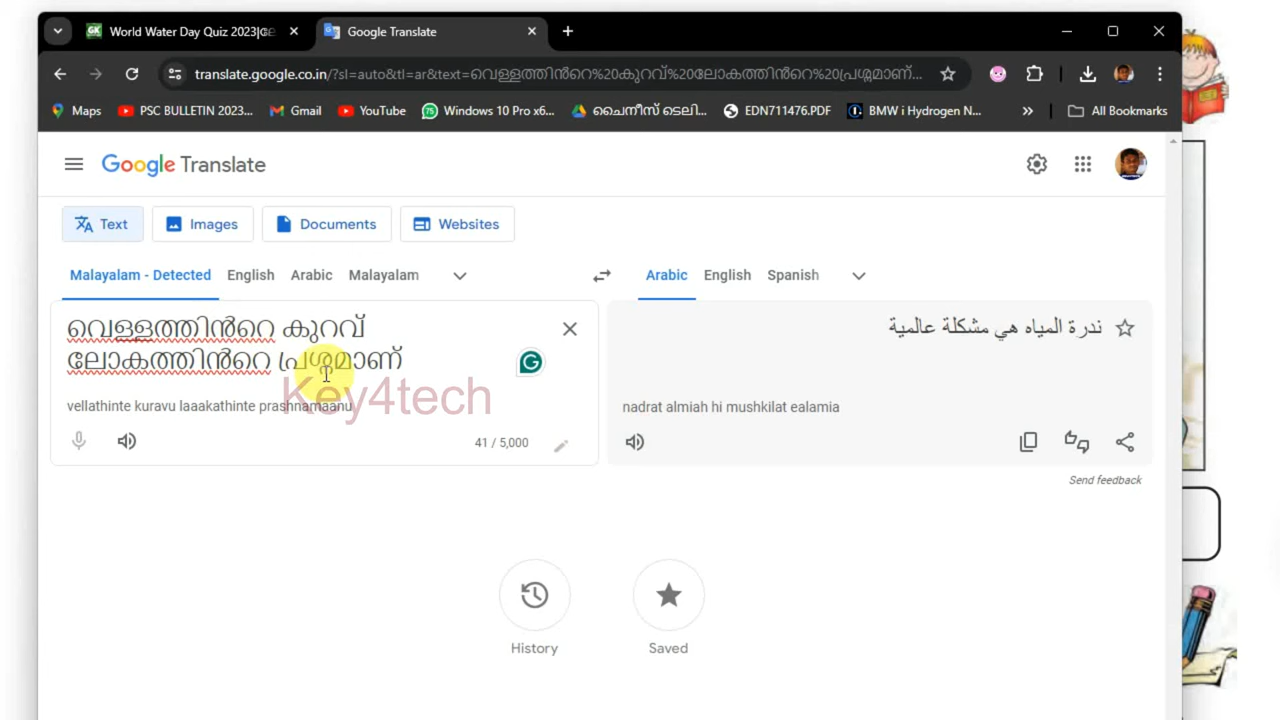 World Water Day Quiz 2023|
Google Translate
translate.google.co.in/?sl=auto&tl=ar&text=വെള്ളത്തിൻറെ%20കുറവ്%20ലോകത്തിൻറെ%20പ്രശ്നമാണ്...
Maps PSC BULLETIN 2023... Gmail YouTube Windows 10 Pro x6... ചൈനീസ് ടെലി... EDN711476.PDF BMW i Hydrogen N... » All Bookmarks
Google Translate
Text Images Documents Websites
Malayalam - Detected English Arabic Malayalam
Arabic English Spanish
വെള്ളത്തിൻറെ കുറവ്
ലോകത്തിൻറെ പ്രശ്നമാണ്
ندرة المياه هي مشكلة عالمية
Key4tech
vellathinte kuravu laaakathinte prashnamaanu
nadrat almiah hi mushkilat ealamia
41 / 5,000
Send feedback
History Saved